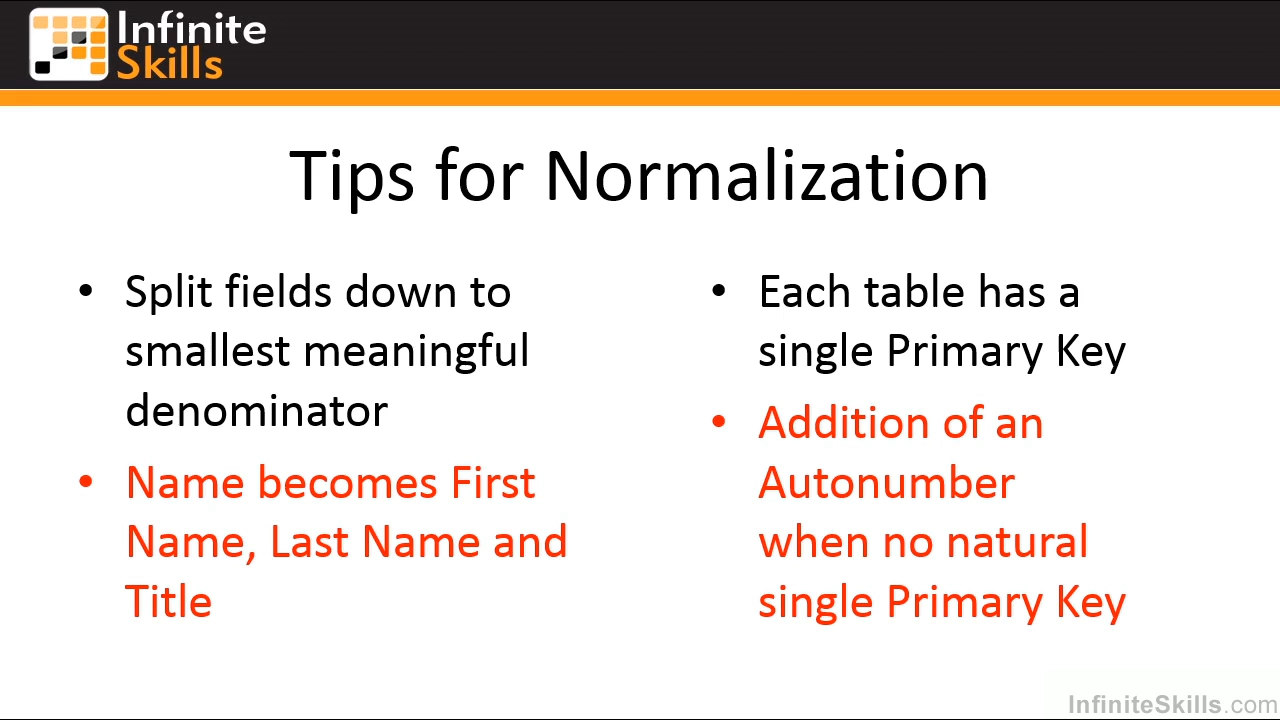 Infinite
Skills
Tips for Normalization
• Split fields down to
smallest meaningful
denominator
• Name becomes First
Name, Last Name and
Title
• Each table has a
single Primary Key
• Addition of an
Autonumber
when no natural
single Primary Key
InfiniteSkills.com